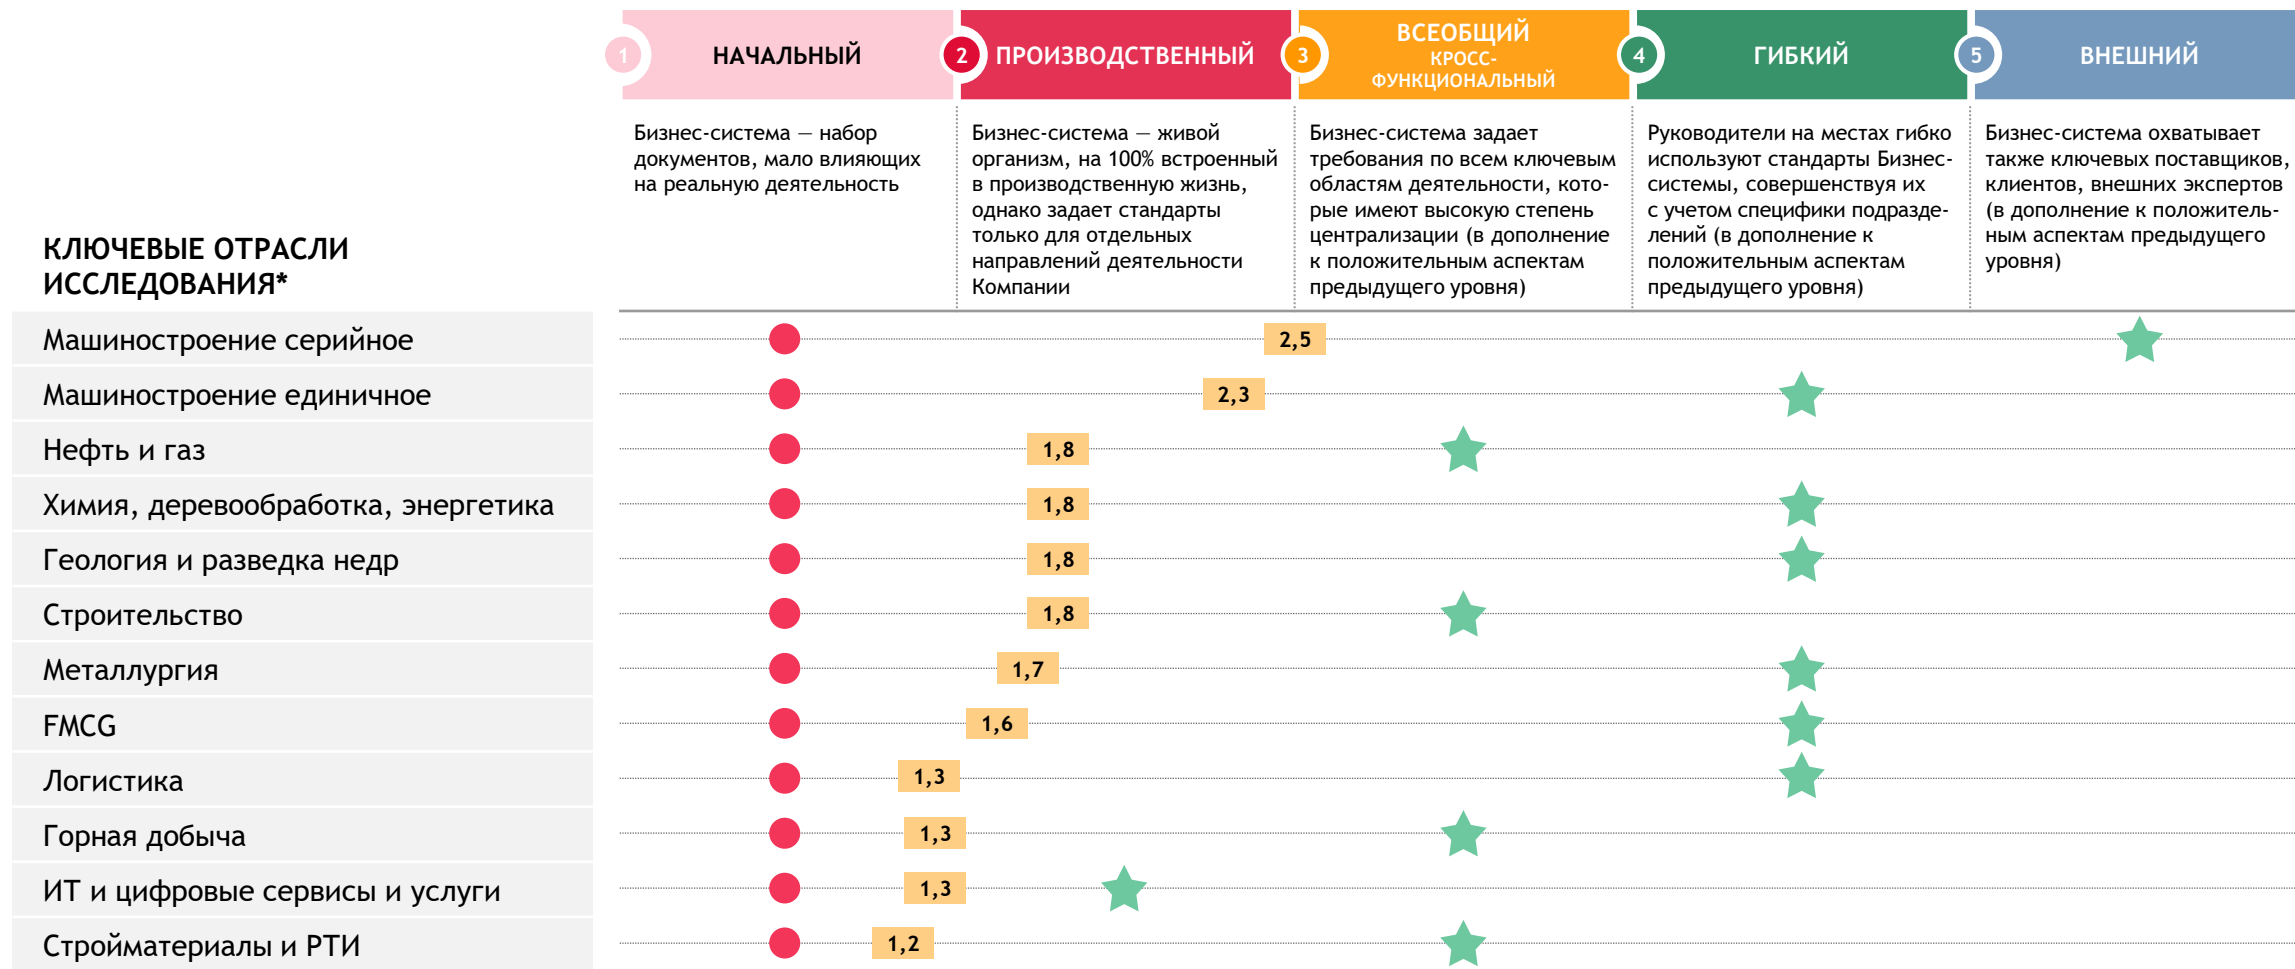 1
НАЧАЛЬНЫЙ
2
ПРОИЗВОДСТВЕННЫЙ
3
ВСЕОБЩИЙ
КРОСС-
ФУНКЦИОНАЛЬНЫЙ
4
ГИБКИЙ
5
ВНЕШНИЙ
Бизнес-система — набор
документов, мало влияющих
на реальную деятельность
Бизнес-система — живой
организм, на 100% встроенный
в производственную жизнь,
однако задает стандарты
только для отдельных
направлений деятельности
Компании
Бизнес-система задает
требования по всем ключевым
областям деятельности, кото-
рые имеют высокую степень
централизации (в дополнение
к положительным аспектам
предыдущего уровня)
Руководители на местах гибко
используют стандарты Бизнес-
системы, совершенствуя их
с учетом специфики подразде-
лений (в дополнение к
положительным аспектам
предыдущего уровня)
Бизнес-система охватывает
также ключевых поставщиков,
клиентов, внешних экспертов
(в дополнение к положитель-
ным аспектам предыдущего
уровня)
КЛЮЧЕВЫЕ ОТРАСЛИ
ИССЛЕДОВАНИЯ*
Машиностроение серийное
2,5
Машиностроение единичное
2,3
Нефть и газ
1,8
Химия, деревообработка, энергетика
1,8
Геология и разведка недр
1,8
Строительство
1,8
Металлургия
1,7
FMCG
1,6
Логистика
1,3
Горная добыча
1,3
ИТ и цифровые сервисы и услуги
1,3
Стройматериалы и РТИ
1,2